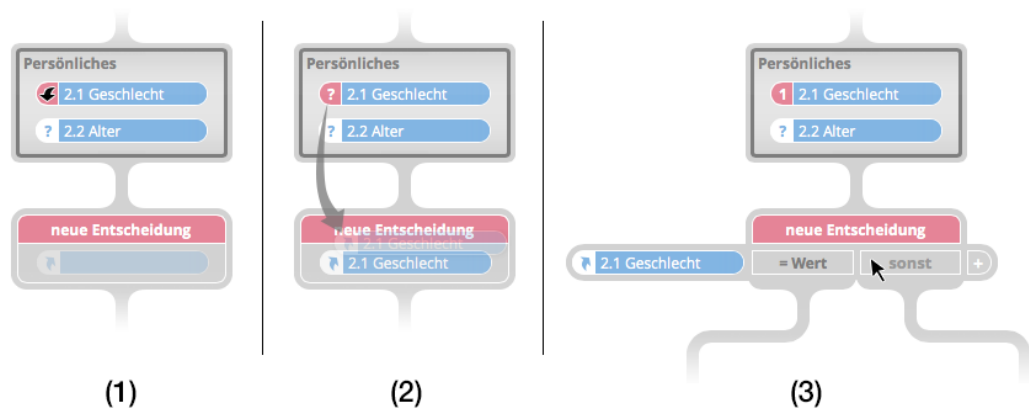 Persönliches
2.1 Geschlecht
? 2.2 Alter
neue Entscheidung
(1)
Persönliches
? 2.1 Geschlecht
? 2.2 Alter
neue Entscheidung
2.1 Geschlecht
2.1 Geschlecht
(2)
Persönliches
1 2.1 Geschlecht
? 2.2 Alter
neue Entscheidung
2.1 Geschlecht = Wert sonst +
(3)